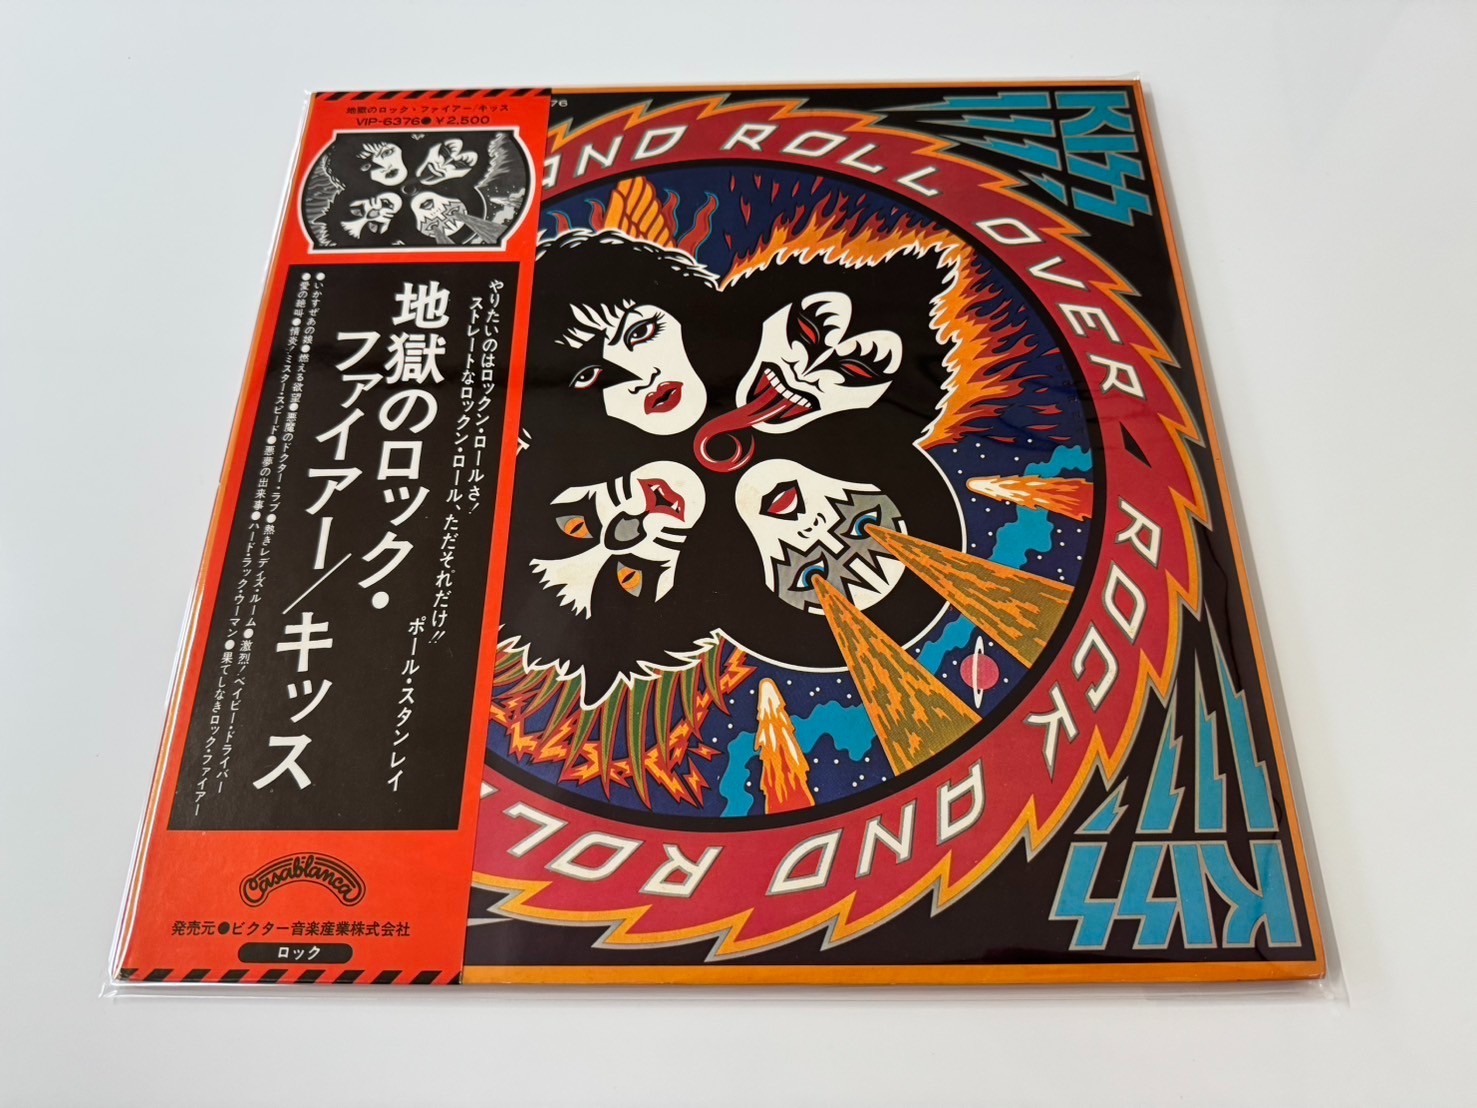 地獄のロック・ファイアー/キッス
VIP-6376●￥2,500
やりたいのはロックン・ロールさ!
ストレートなロックン・ロール、ただそれだけ!!
ポール・スタンレイ
地獄のロック・
ファイアー/キッス
●いかすぜあの娘●燃える欲望●悪魔のドクター・ラブ●熱きレディズ・ルーム●激烈!ベイビー・ドライバー
●愛の絶叫●情炎!ミスター・スピード●悪夢の出来事●ハード・ラック・ウーマン●果てしなきロック・ファイアー
Casablanca
発売元●ビクター音楽産業株式会社
ロック
76
KISS
AND ROLL OVER ROCK AND ROL
KISS